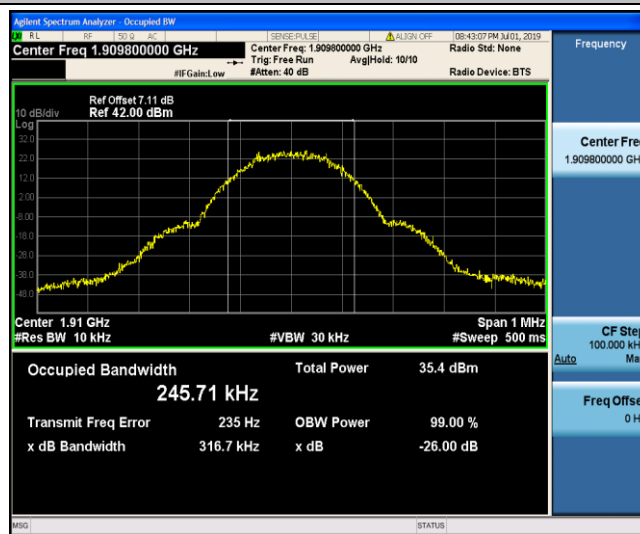 Agilent Spectrum Analyzer - Occupied BW
RL RF 50 Ω AC SENSE:PULSE ALIGN OFF 08:43:07 PM Jul 01, 2019
Center Freq 1.909800000 GHz Center Freq: 1.909800000 GHz Radio Std: None Frequency
Trig: Free Run Avg|Hold: 10/10
#IFGain:Low #Atten: 40 dB Radio Device: BTS
Ref Offset 7.11 dB
10 dB/div Ref 42.00 dBm
Log
32.0
22.0
12.0
2.00
-8.00
-18.0
-28.0
-38.0
-48.0
Center Fre
1.909800000 GH
Center 1.91 GHz Span 1 MHz
#Res BW 10 kHz #VBW 30 kHz #Sweep 500 ms
CF Step
100.000 kH
Auto Ma
Occupied Bandwidth Total Power 35.4 dBm
245.71 kHz
Freq Offse
0 H
Transmit Freq Error 235 Hz OBW Power 99.00 %
x dB Bandwidth 316.7 kHz x dB -26.00 dB
MSG STATUS